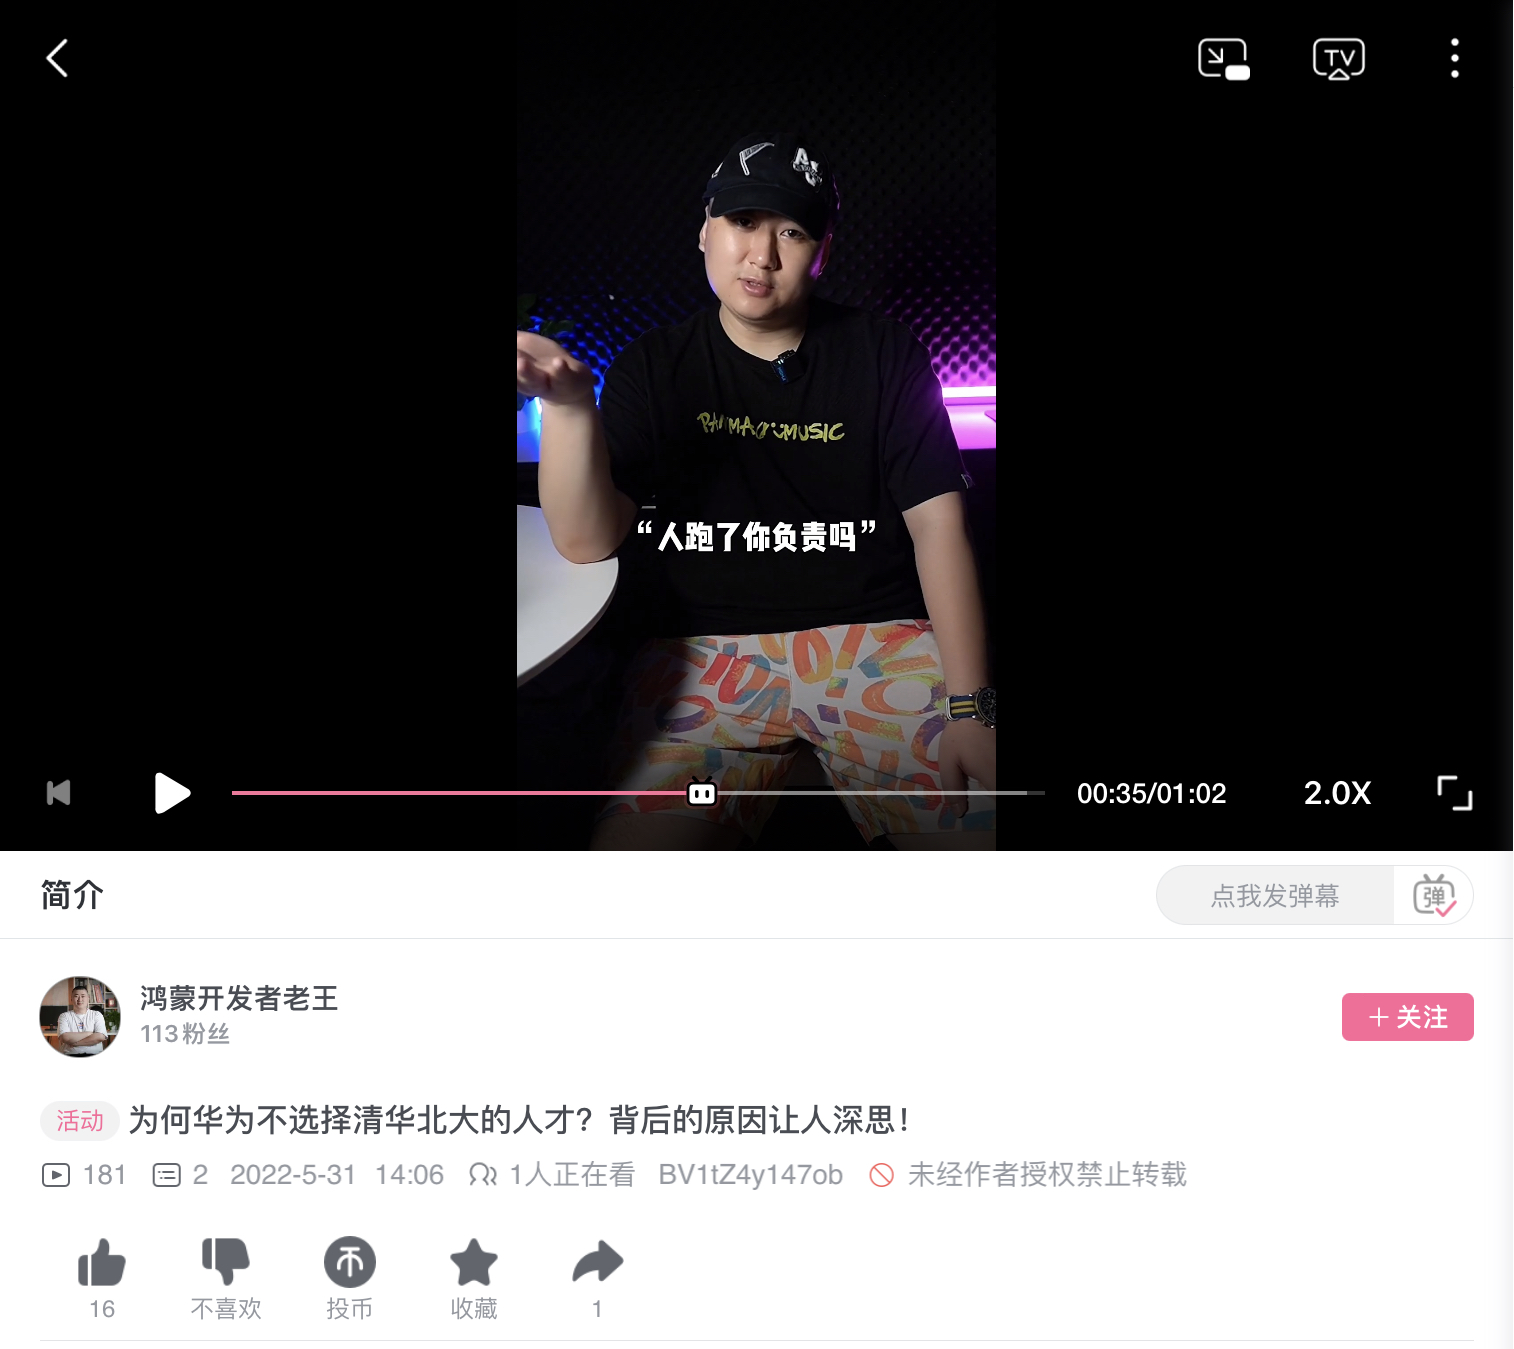 TV
PANMA MUSIC
“人跑了你负责吗”
00:35/01:02 2.0X
简介
点我发弹幕 弹
鸿蒙开发者老王
113粉丝
关注
活动 为何华为不选择清华北大的人才？背后的原因让人深思！
181 2 2022-5-31 14:06 1人正在看 BV1tZ4y147ob 未经作者授权禁止转载
16 不喜欢 投币 收藏 1